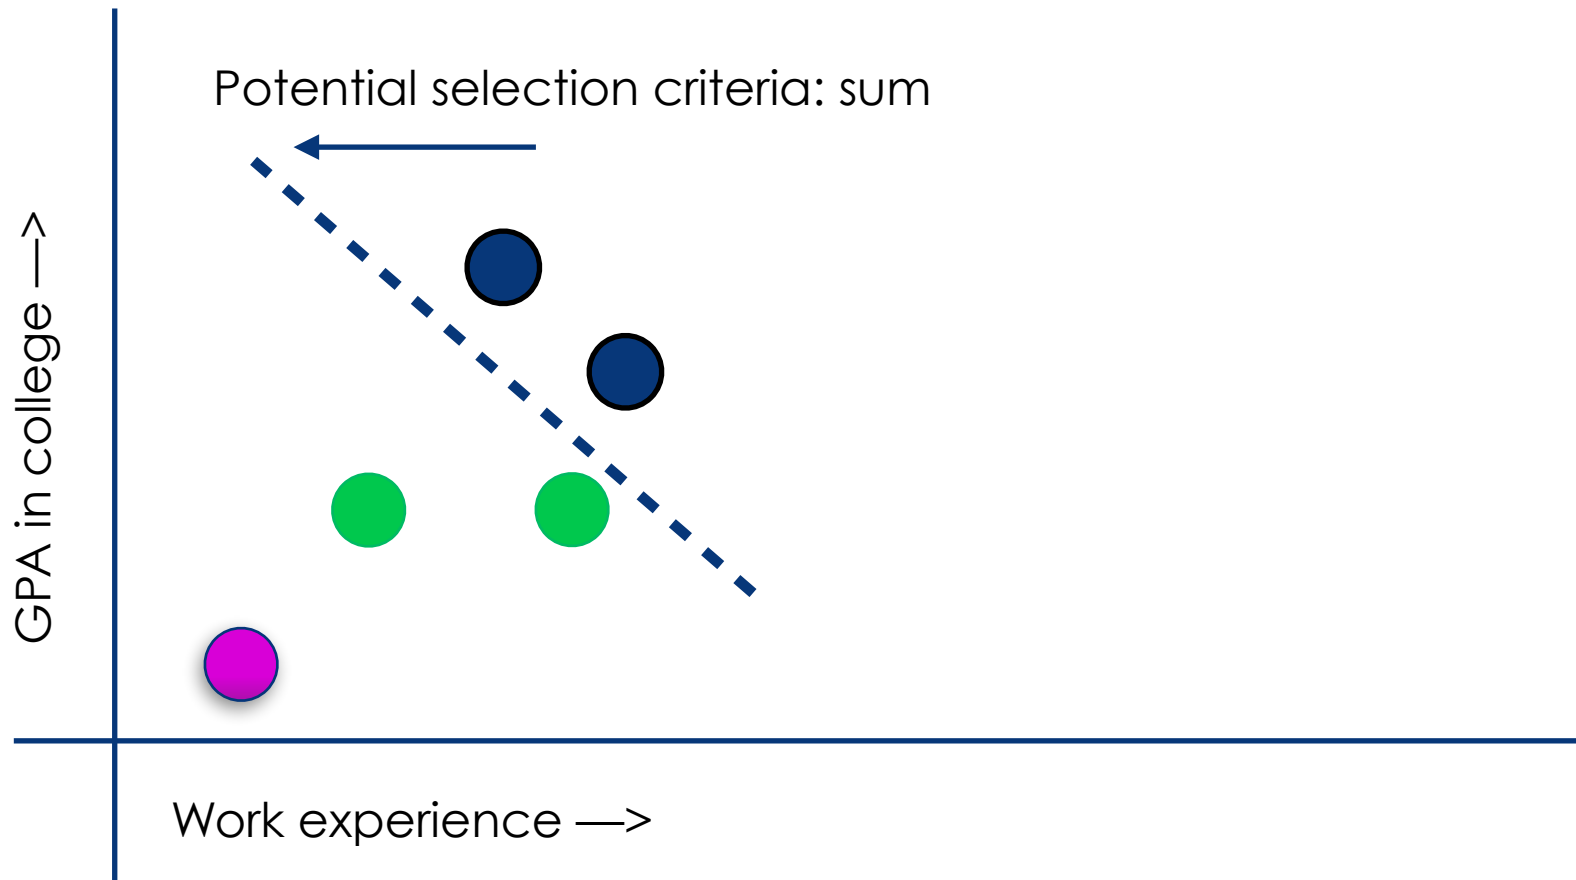 Potential selection criteria: sum
GPA in college —>
Work experience —>